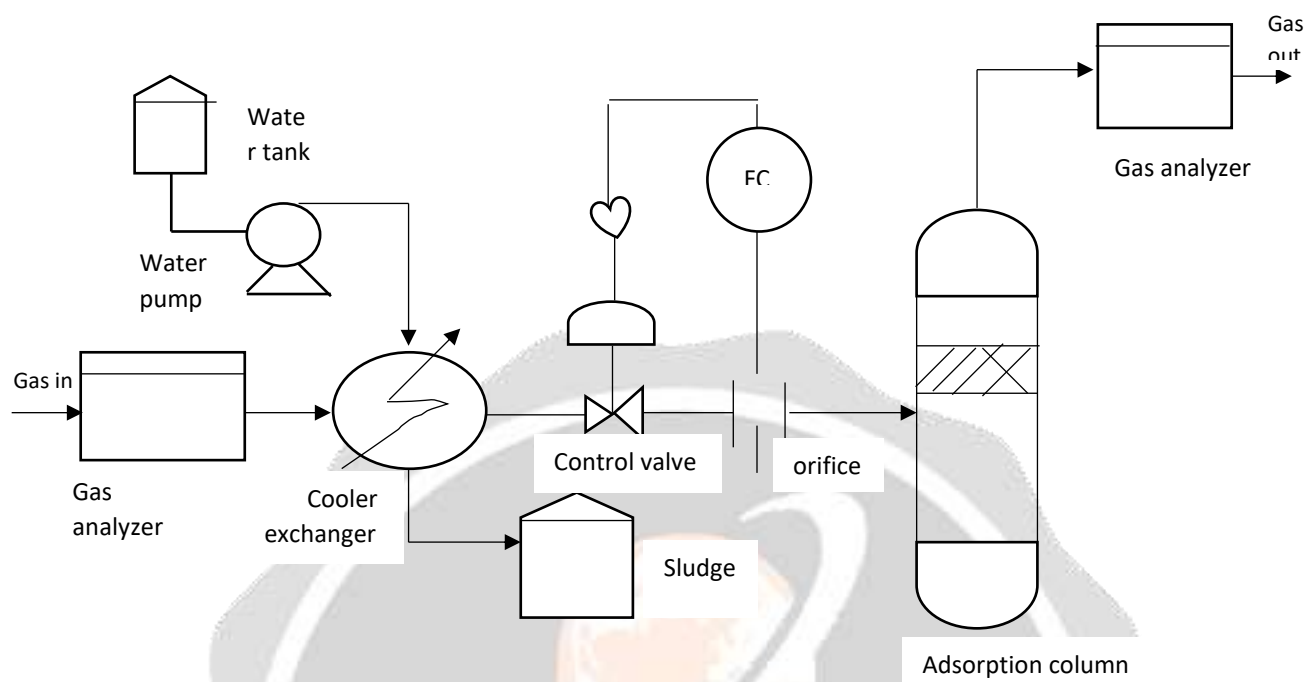 Gas
out
Wate
r tank
Gas analyzer
Water
pump
Gas in
Control valve
orifice
Gas
analyzer
Cooler
exchanger
Sludge
Adsorption column